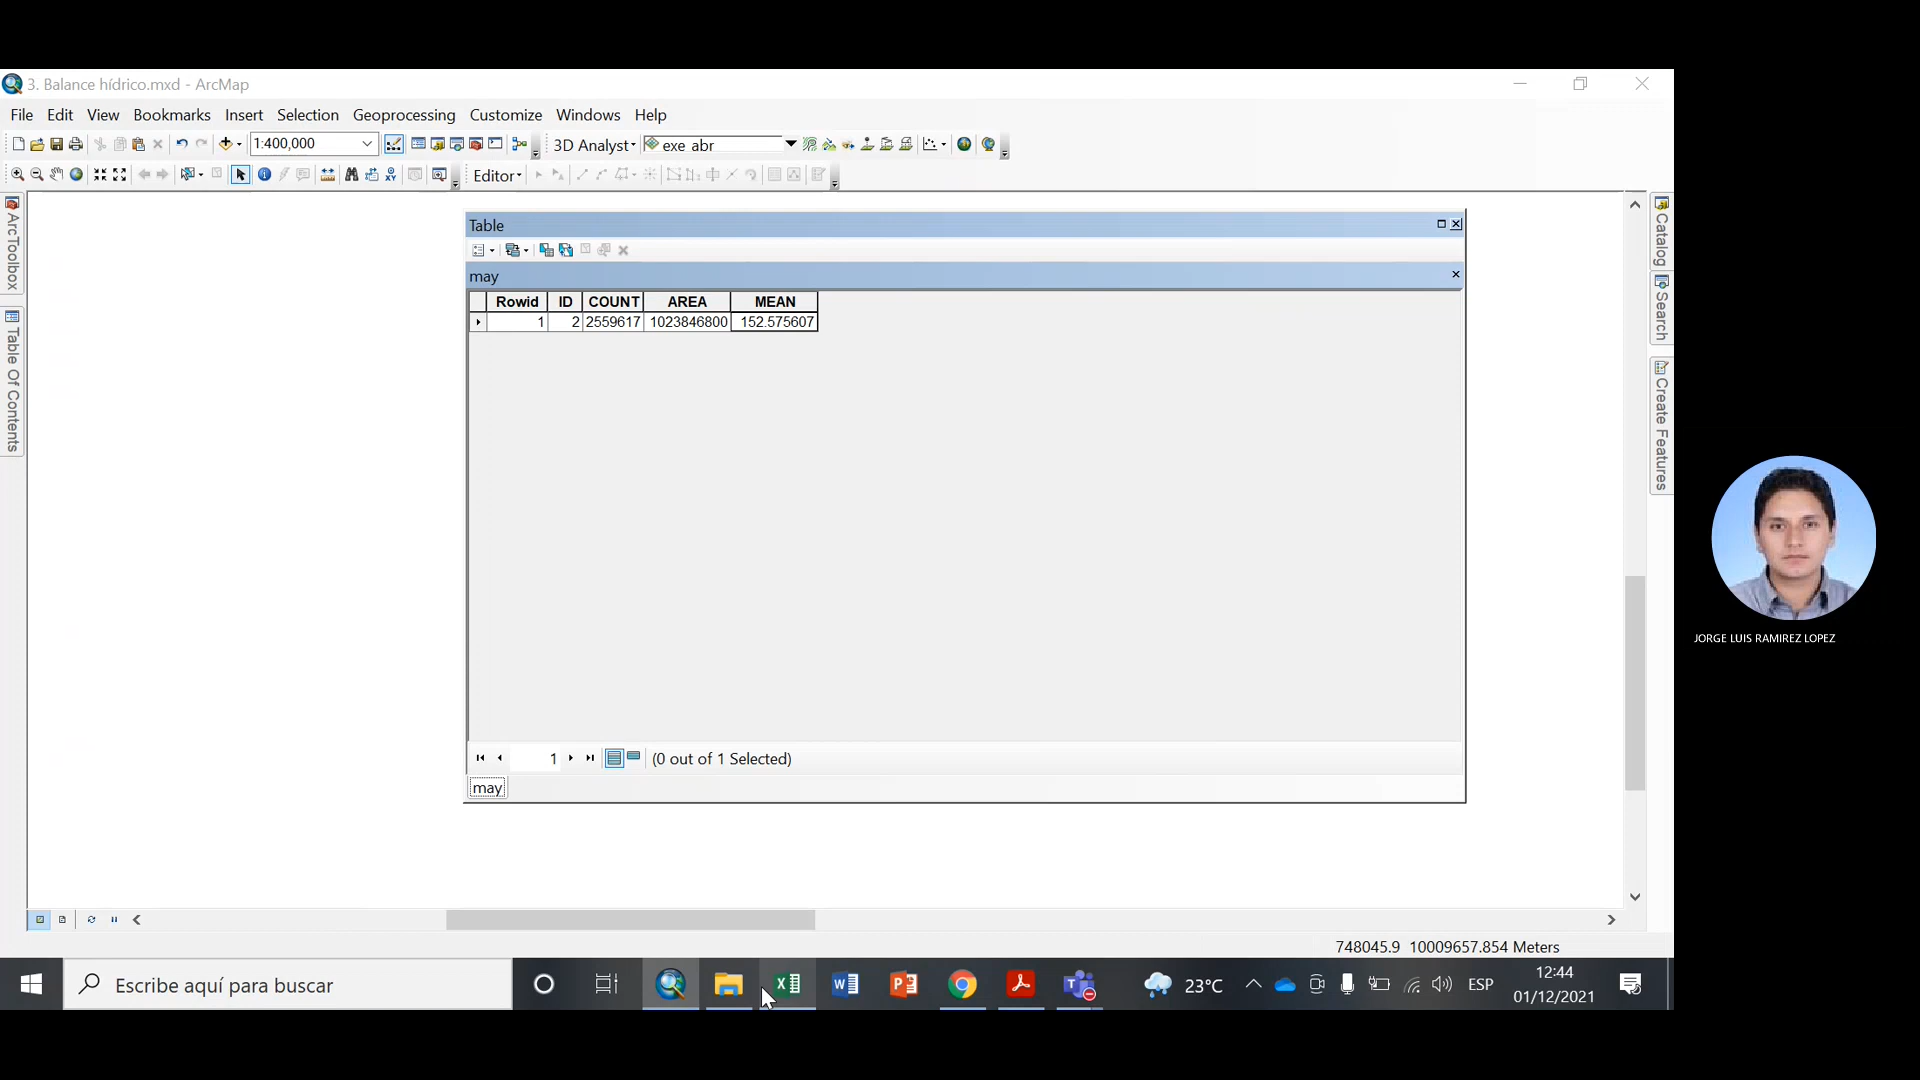 3. Balance hídrico.mxd - ArcMap
File Edit View Bookmarks Insert Selection Geoprocessing Customize Windows Help
1:400,000
3D Analyst
exe abr
Editor
ArcToolbox
Table Of Contents
Table
may
Rowid ID COUNT AREA MEAN
1 2 2559617 1023846800 152.575607
1
(0 out of 1 Selected)
may
Catalog
Search
Create Features
JORGE LUIS RAMIREZ LOPEZ
748045.9 10009657.854 Meters
Escribe aquí para buscar
23°C
ESP
12:44
01/12/2021